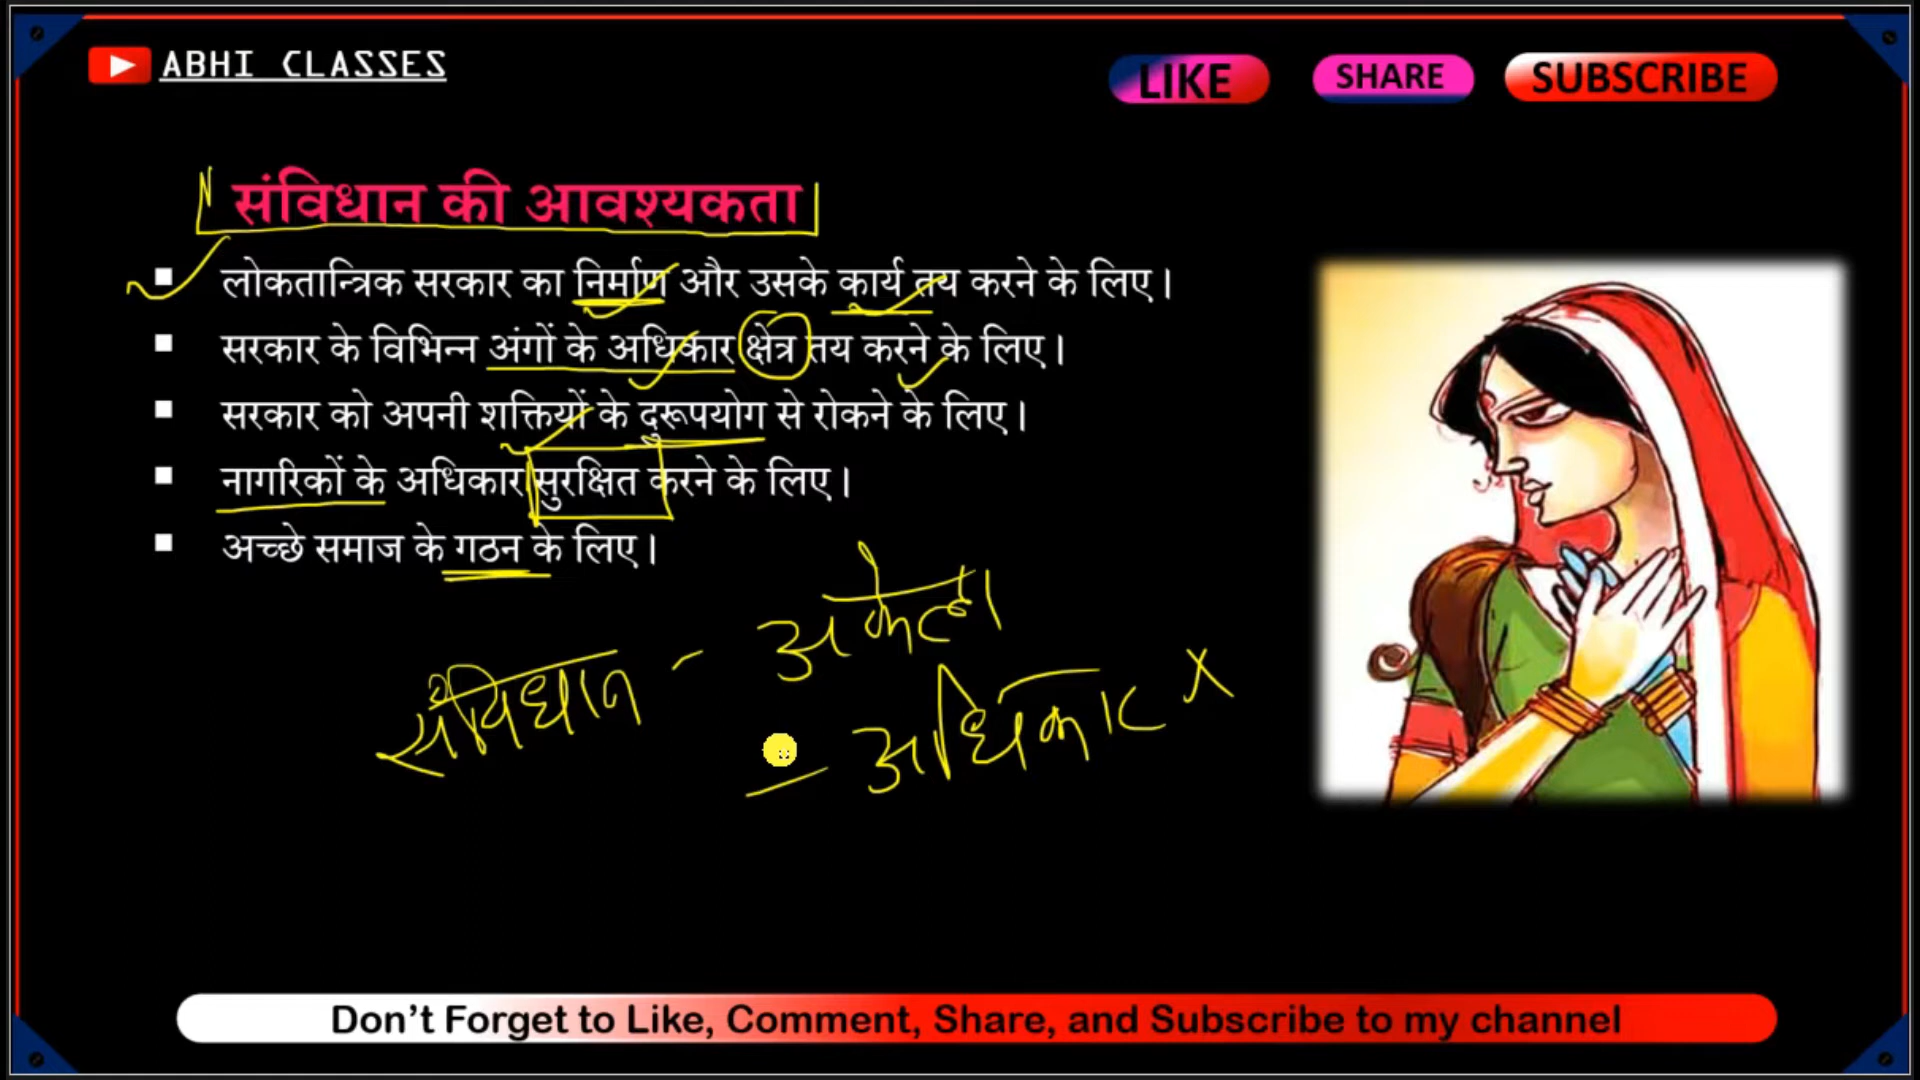 ABHI CLASSES
LIKE
SHARE
SUBSCRIBE
संविधान की आवश्यकता
लोकतान्त्रिक सरकार का निर्माण और उसके कार्य तय करने के लिए।
सरकार के विभिन्न अंगों के अधिकार क्षेत्र तय करने के लिए।
सरकार को अपनी शक्तियों के दुरूपयोग से रोकने के लिए।
नागरिकों के अधिकार सुरक्षित करने के लिए।
अच्छे समाज के गठन के लिए।
संविधान - अकेला
- अधिकार x
Don't Forget to Like, Comment, Share, and Subscribe to my channel